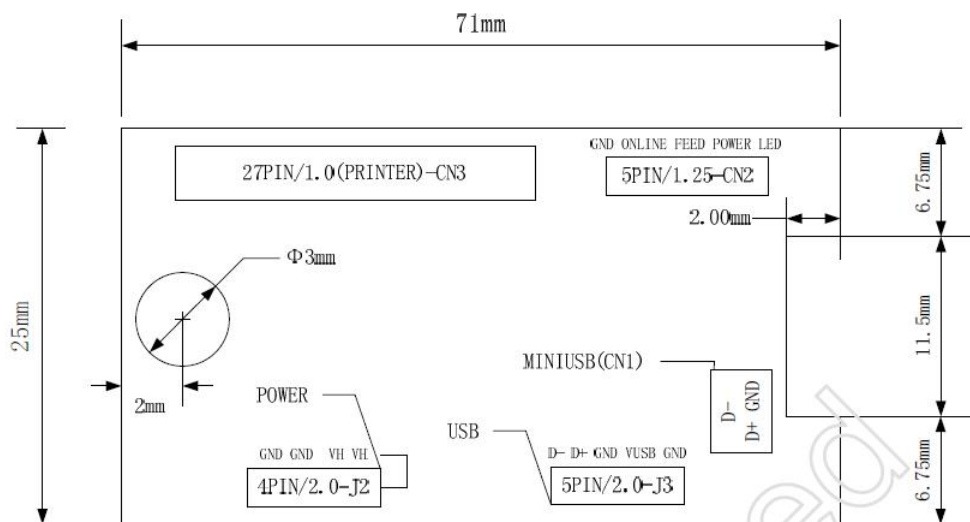 71mm
GND ONLINE FEED POWER LED
27PIN/1.0(PRINTER)-CN3
5PIN/1.25-CN2
6.75mm
2.00mm
Φ3mm
25mm
11.5mm
MINIUSB(CN1)
2mm
POWER
D-
D+ GND
USB
GND GND VH VH
D- D+ GND VUSB GND
4PIN/2.0-J2
5PIN/2.0-J3
6.75mm